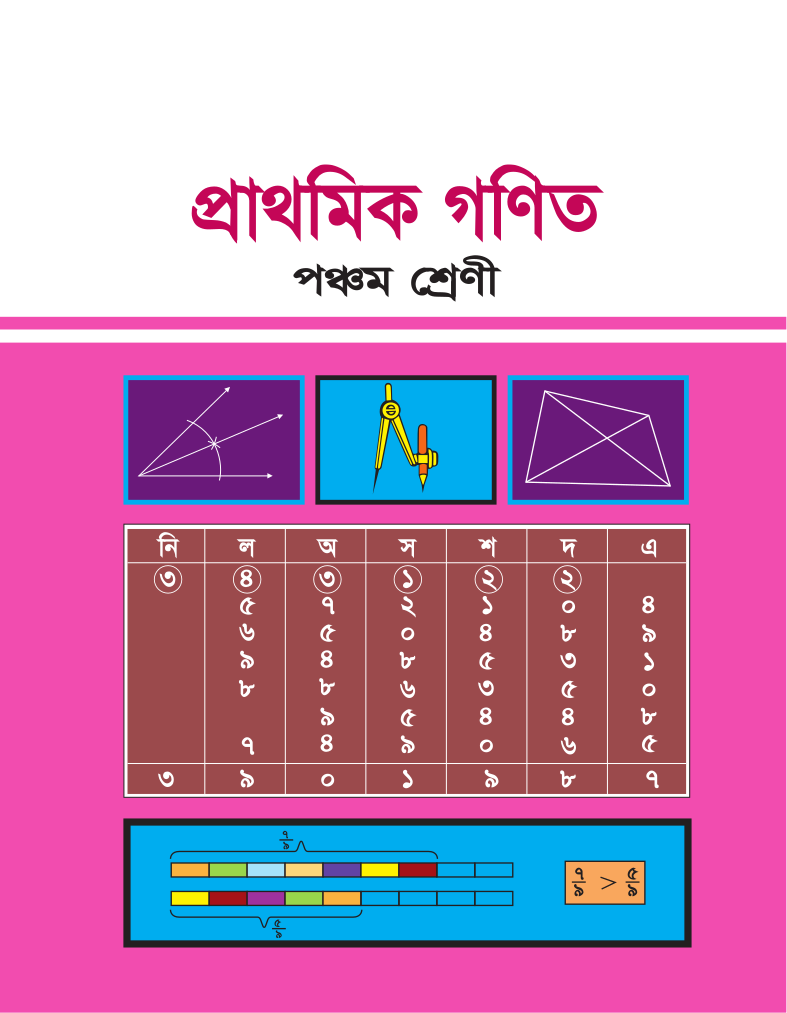 প্রাথমিক গণিত
পঞ্চম শ্রেণী
নি ল অ স শ দ এ
৩ ৪ ৩ ১ ২ ২
৫ ৭ ২ ১ ০ ৪
৬ ৫ ০ ৪ ৮ ৯
৯ ৪ ৮ ৫ ৩ ১
৮ ৮ ৬ ৩ ৫ ০
৯ ৫ ৪ ৪ ৮
৭ ৪ ৯ ০ ৬ ৫
৩ ৯ ০ ১ ৯ ৮ ৭
৭/৯
৭/৯ > ৫/৯
৫/৯